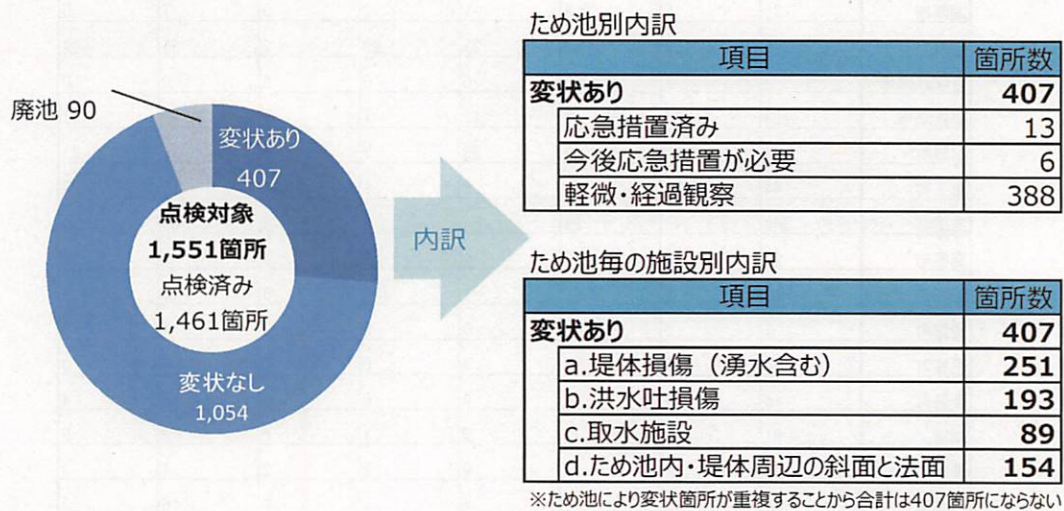 廃池 90
変状あり
407
点検対象
1,551箇所
点検済み
1,461箇所
変状なし
1,054
内訳
ため池別内訳
項目 箇所数
変状あり 407
応急措置済み 13
今後応急措置が必要 6
軽微・経過観察 388
ため池毎の施設別内訳
項目 箇所数
変状あり 407
a.堤体損傷（湧水含む） 251
b.洪水吐損傷 193
c.取水施設 89
d.ため池内・堤体周辺の斜面と法面 154
※ため池により変状箇所が重複することから合計は407箇所にならない